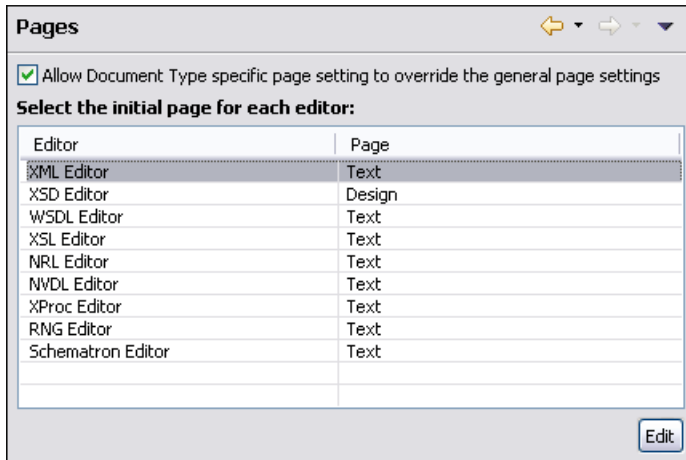 Pages
Allow Document Type specific page setting to override the general page settings
Select the initial page for each editor:
Editor Page
XML Editor Text
XSD Editor Design
WSDL Editor Text
XSL Editor Text
NRL Editor Text
NVDL Editor Text
XProc Editor Text
RNG Editor Text
Schematron Editor Text
Edit